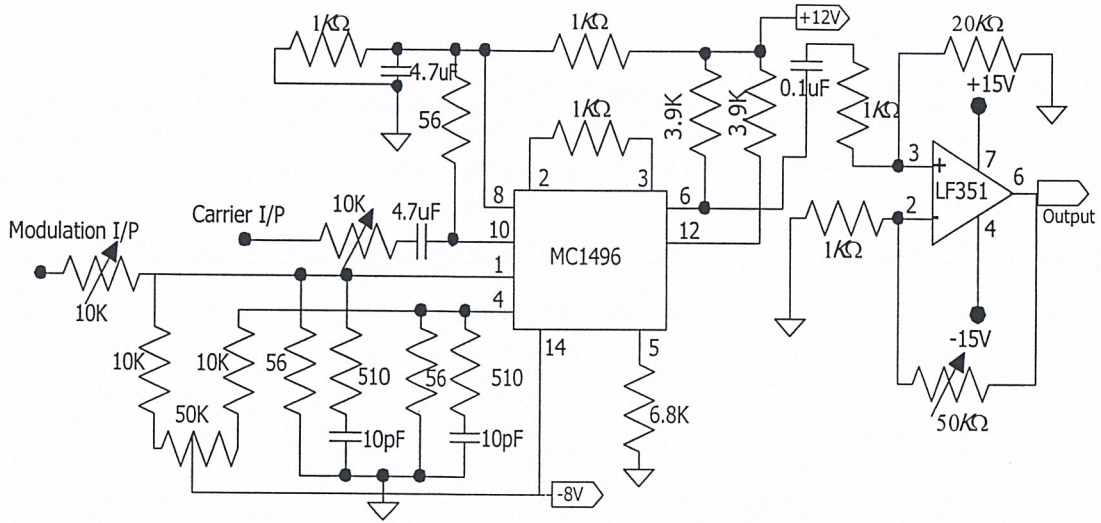 1KΩ
1KΩ
+12V
20KΩ
4.7uF
+15V
56
1KΩ
3.9K
3.9K
0.1uF
1KΩ
2
3
3
7
8
6
LF351
6
Carrier I/P
10K
4.7uF
2
Output
Modulation I/P
10
12
4
1KΩ
1
MC1496
10K
4
14
5
-15V
10K
10K
56
510
56
510
50K
6.8K
50KΩ
10pF
10pF
-8V
+
-